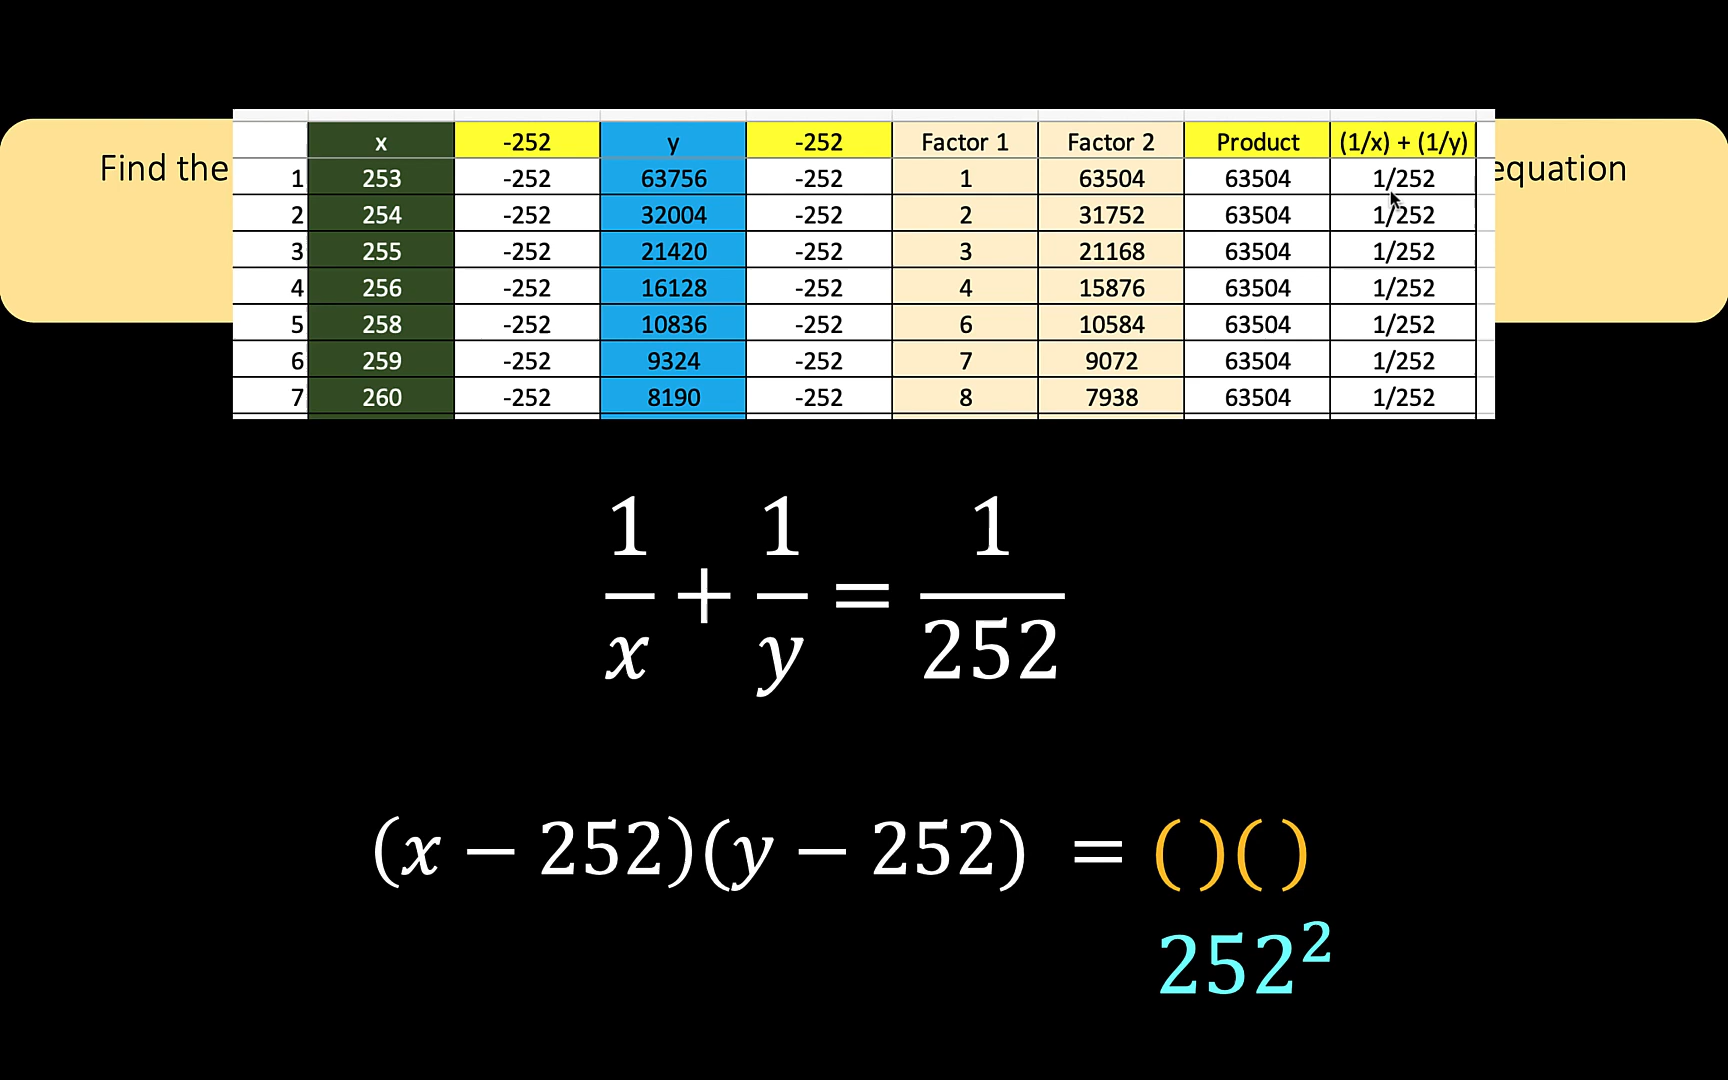 Find the equation
x -252 y -252 Factor 1 Factor 2 Product (1/x) + (1/y)
1 253 -252 63756 -252 1 63504 63504 1/252
2 254 -252 32004 -252 2 31752 63504 1/252
3 255 -252 21420 -252 3 21168 63504 1/252
4 256 -252 16128 -252 4 15876 63504 1/252
5 258 -252 10836 -252 6 10584 63504 1/252
6 259 -252 9324 -252 7 9072 63504 1/252
7 260 -252 8190 -252 8 7938 63504 1/252
1/x + 1/y = 1/252
(x − 252)(y − 252) = ( )( )
252²